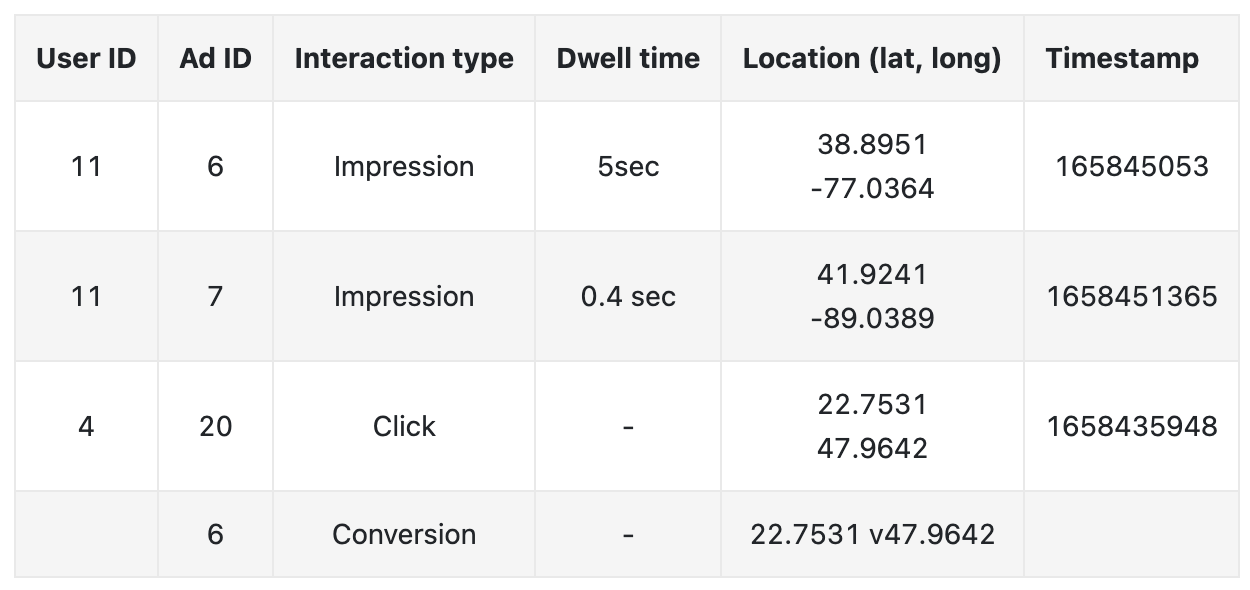 User ID Ad ID Interaction type Dwell time Location (lat, long) Timestamp
11 6 Impression 5sec 38.8951 165845053
-77.0364
11 7 Impression 0.4 sec 41.9241 1658451365
-89.0389
4 20 Click - 22.7531 1658435948
47.9642
6 Conversion - 22.7531 v47.9642